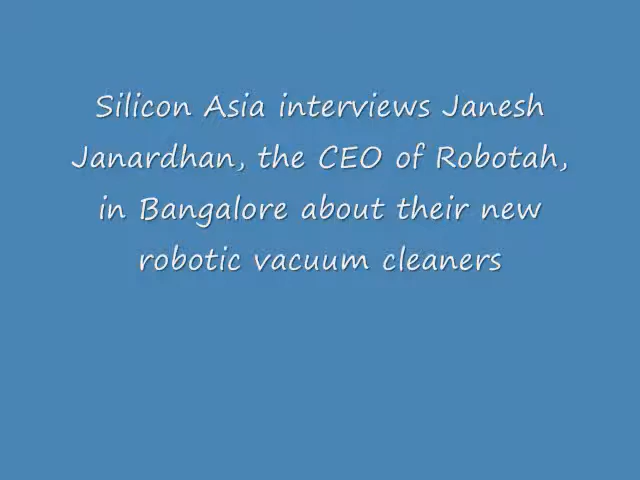 Silicon Asia interviews Janesh
Janardhan, the CEO of Robotah,
in Bangalore about their new
robotic vacuum cleaners